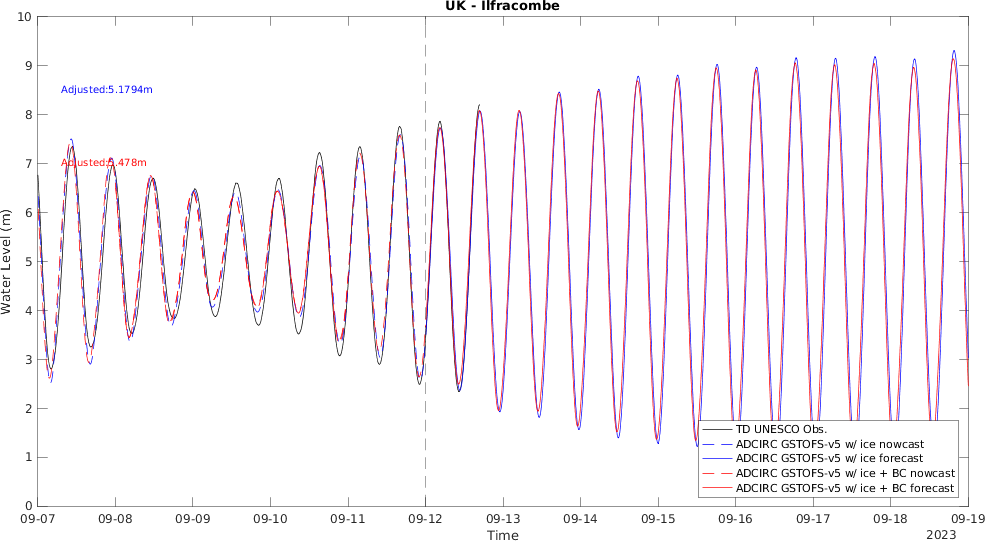 UK - Ilfracombe
10
9
8
7
6
5
4
3
2
1
0
Water Level (m)
Adjusted:5.1794m
Adjusted:5.478m
TD UNESCO Obs.
ADCIRC GSTOFS-v5 w/ ice nowcast
ADCIRC GSTOFS-v5 w/ ice forecast
ADCIRC GSTOFS-v5 w/ ice + BC nowcast
ADCIRC GSTOFS-v5 w/ ice + BC forecast
09-07 09-08 09-09 09-10 09-11 09-12 09-13 09-14 09-15 09-16 09-17 09-18 09-19
Time
2023